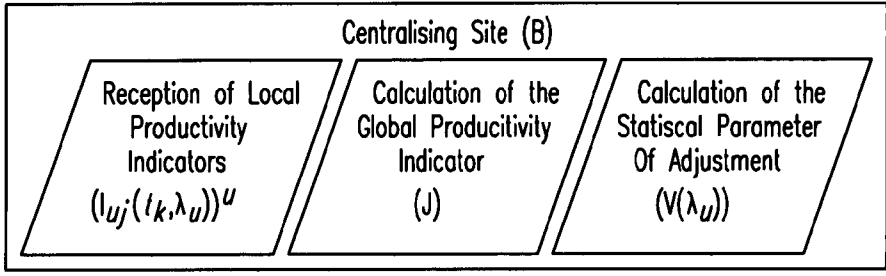 Centralising Site (B)
Reception of Local
Productivity
Indicators
(I_uj(t_k,λ_u))^u
Calculation of the
Global Producitivity
Indicator
(J)
Calculation of the
Statiscal Parameter
Of Adjustment
(V(λ_u))